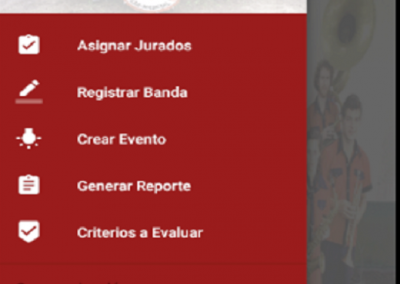 Asignar Jurados
Registrar Banda
Crear Evento
Generar Reporte
Criterios a Evaluar